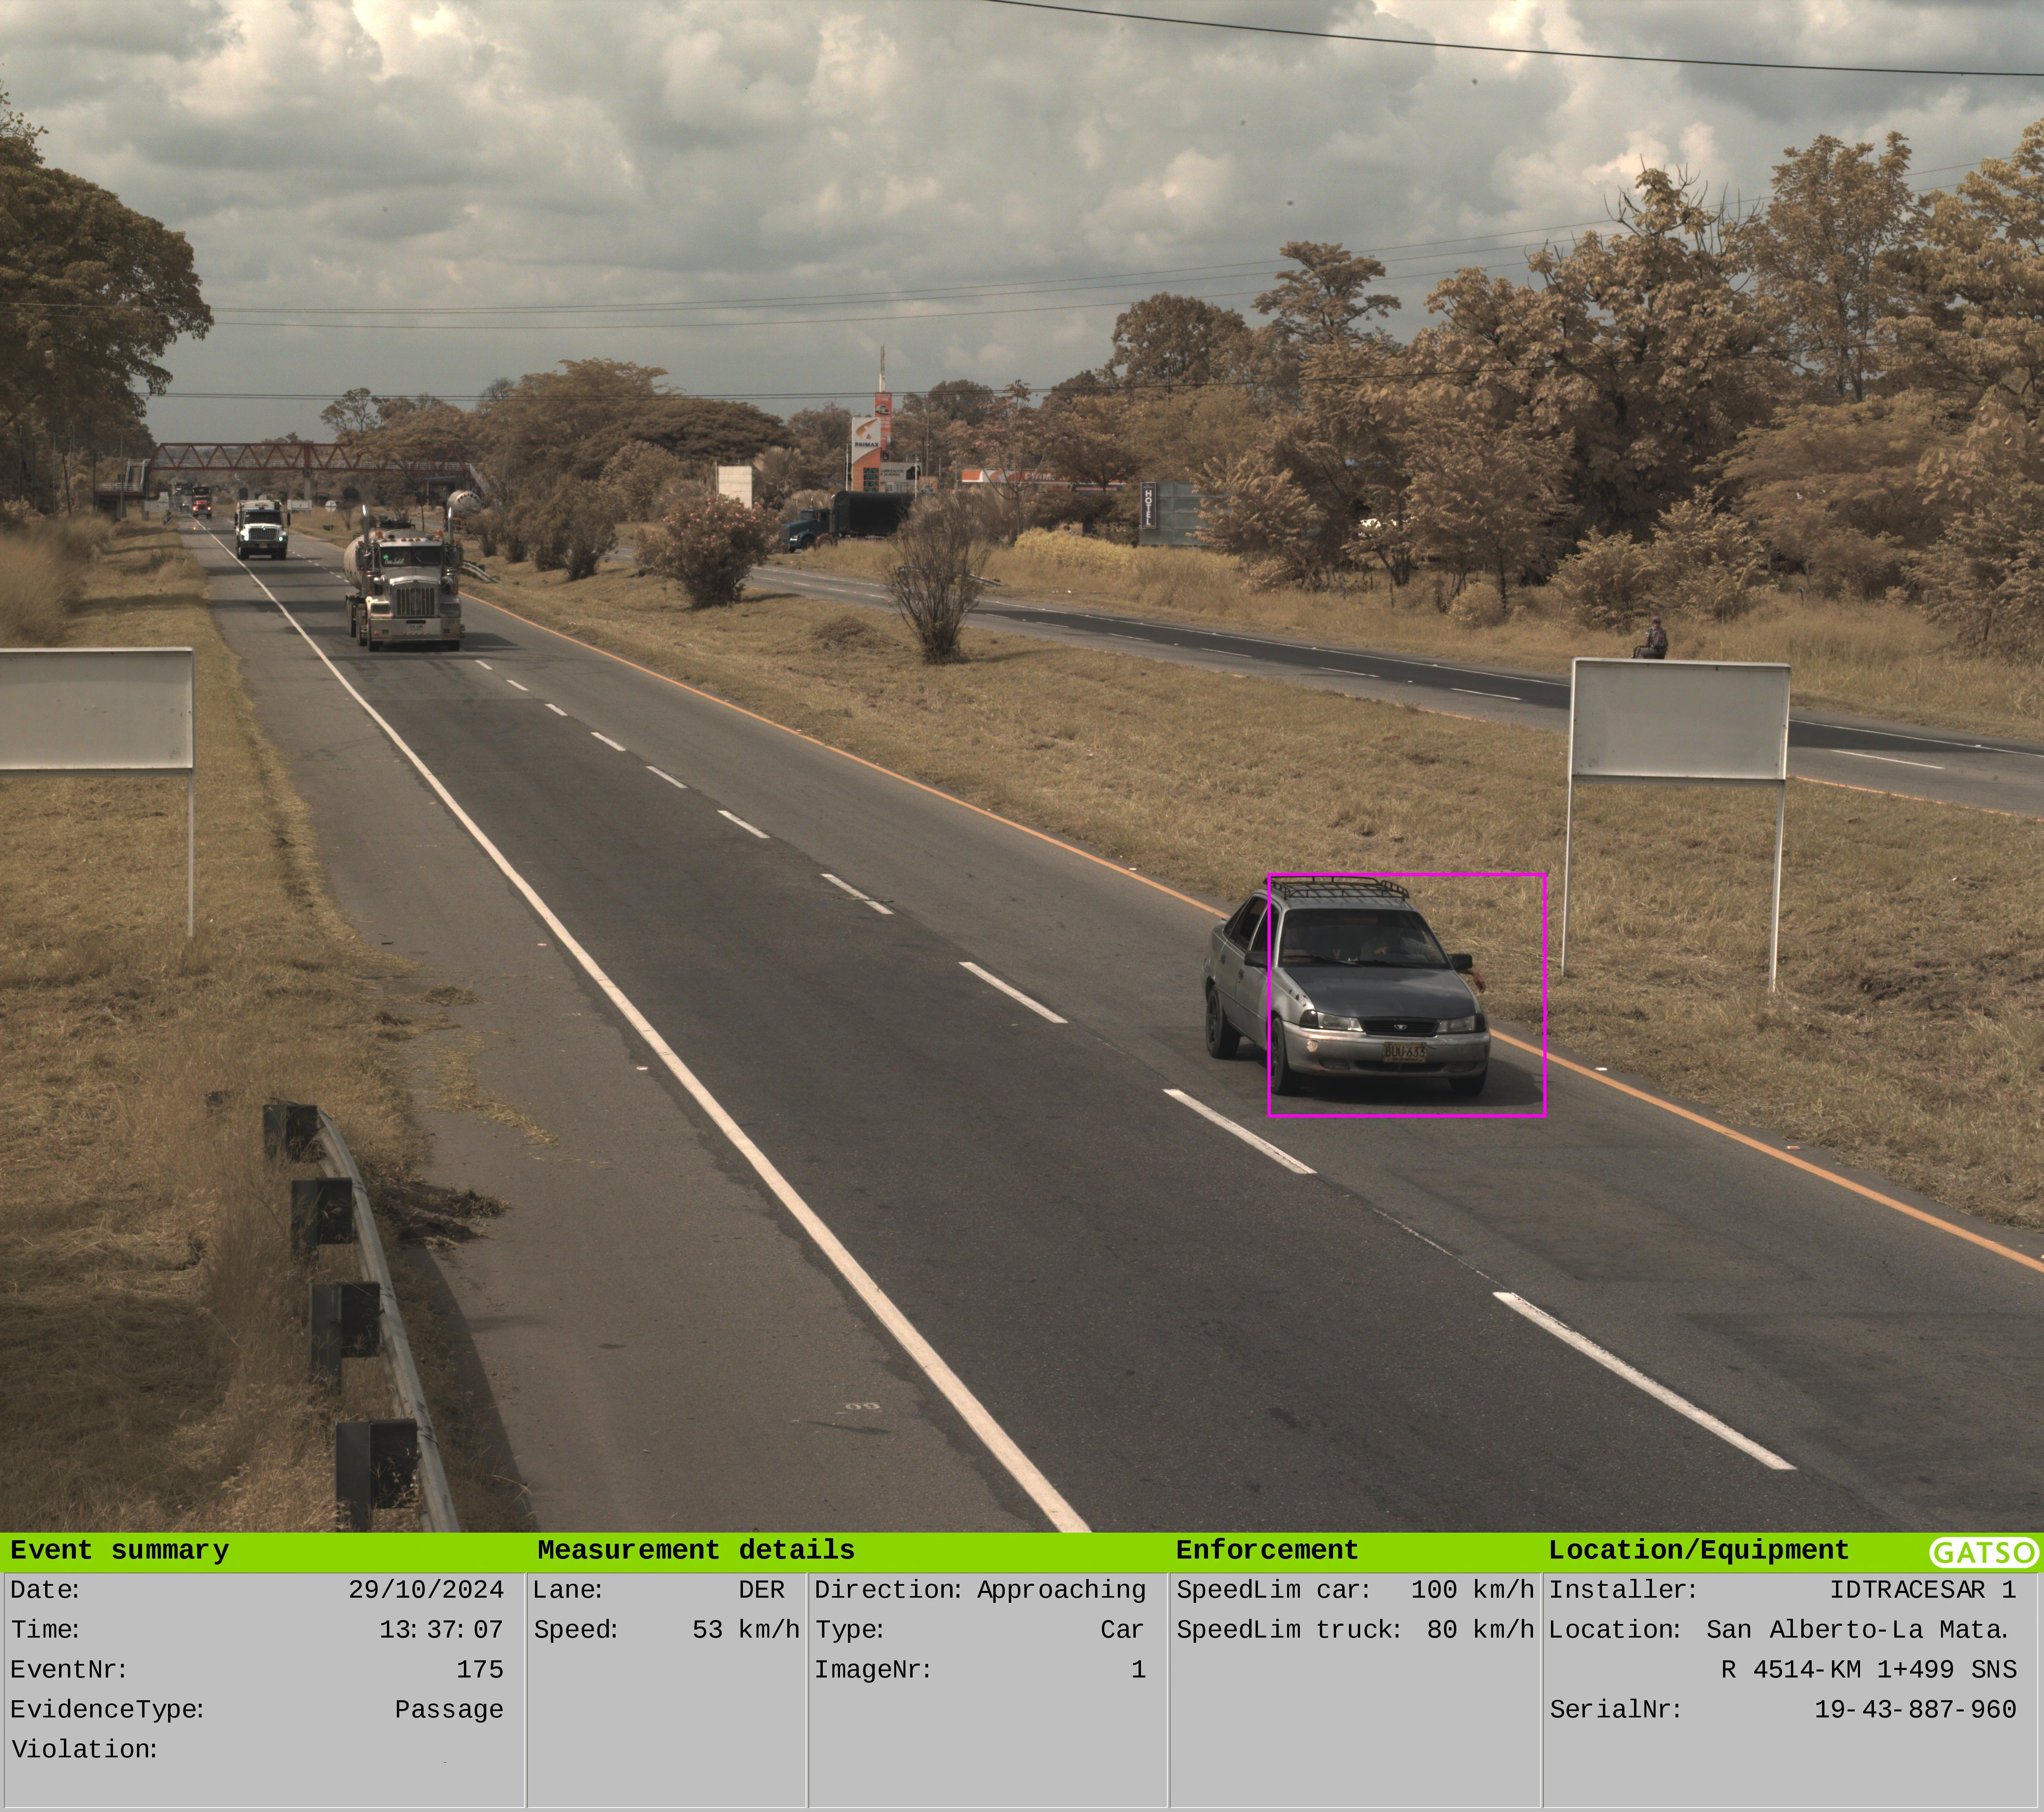 PRIMAX
HOTEL
BUU-633
Event summary
Date: 29/10/2024
Time: 13:37:07
EventNr: 175
EvidenceType: Passage
Violation:
Measurement details
Lane: DER
Speed: 53 km/h
Direction: Approaching
Type: Car
ImageNr: 1
Enforcement
SpeedLim car: 100 km/h
SpeedLim truck: 80 km/h
Location/Equipment
GATSO
Installer: IDTRACESAR 1
Location: San Alberto-La Mata.
R 4514-KM 1+499 SNS
SerialNr: 19-43-887-960